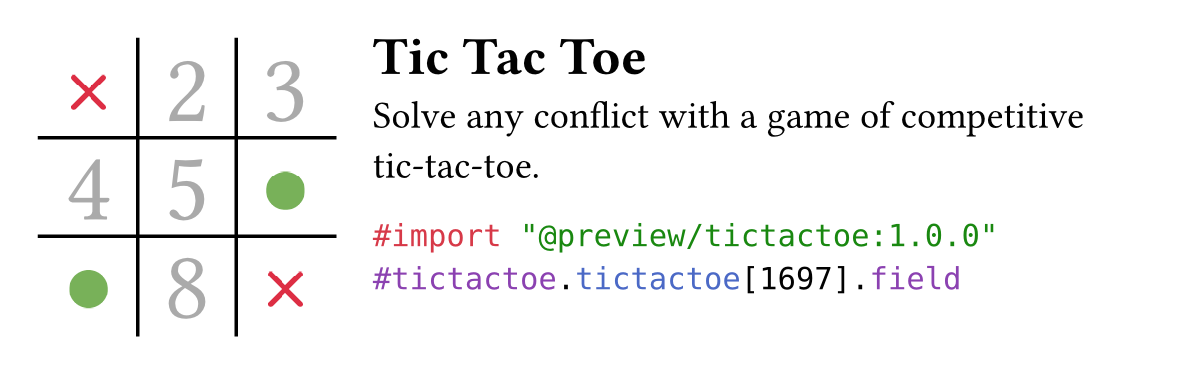 2 3
4 5
8
Tic Tac Toe
Solve any conflict with a game of competitive
tic-tac-toe.
#import "@preview/tictactoe:1.0.0"
#tictactoe.tictactoe[1697].field